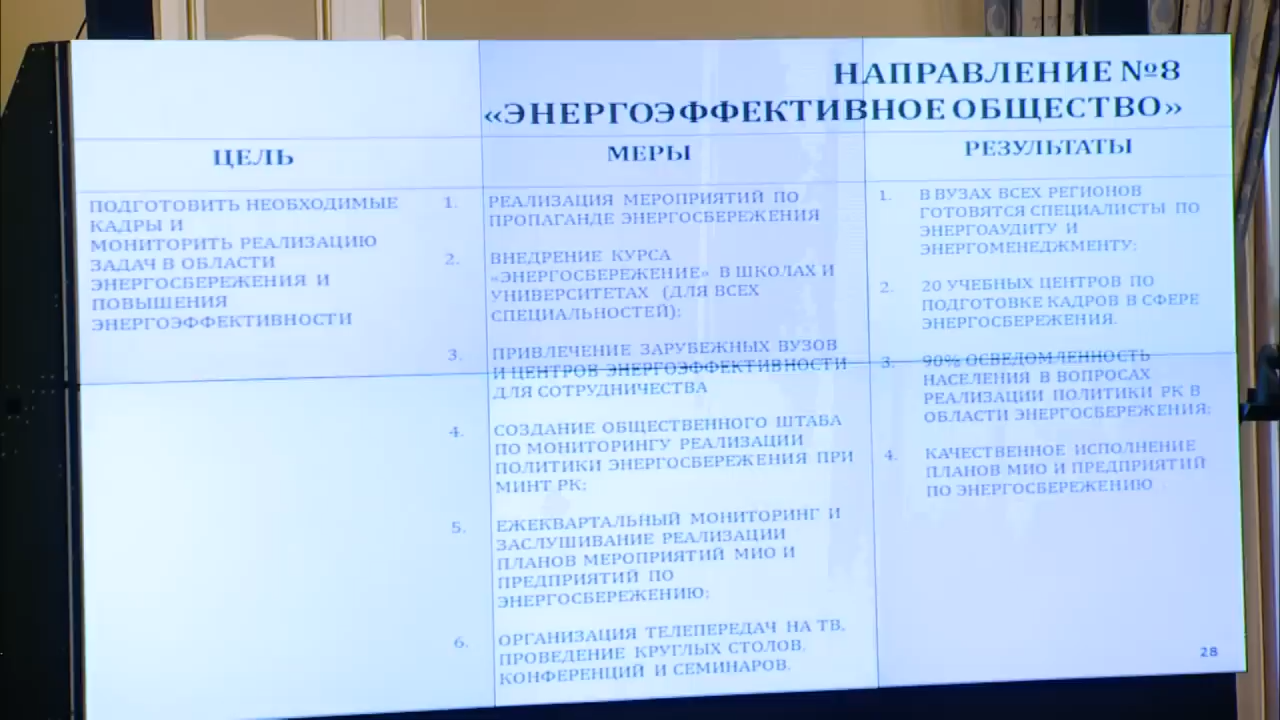 НАПРАВЛЕНИЕ №8
«ЭНЕРГОЭФФЕКТИВНОЕ ОБЩЕСТВО»
ЦЕЛЬ
МЕРЫ
РЕЗУЛЬТАТЫ
ПОДГОТОВИТЬ НЕОБХОДИМЫЕ
КАДРЫ И
МОНИТОРИТЬ РЕАЛИЗАЦИЮ
ЗАДАЧ В ОБЛАСТИ
ЭНЕРГОСБЕРЕЖЕНИЯ И
ПОВЫШЕНИЯ
ЭНЕРГОЭФФЕКТИВНОСТИ
1. РЕАЛИЗАЦИЯ МЕРОПРИЯТИЙ ПО
ПРОПАГАНДЕ ЭНЕРГОСБЕРЕЖЕНИЯ
2. ВНЕДРЕНИЕ КУРСА
«ЭНЕРГОСБЕРЕЖЕНИЕ» В ШКОЛАХ И
УНИВЕРСИТЕТАХ (ДЛЯ ВСЕХ
СПЕЦИАЛЬНОСТЕЙ);
3. ПРИВЛЕЧЕНИЕ ЗАРУБЕЖНЫХ ВУЗОВ
И ЦЕНТРОВ ЭНЕРГОЭФФЕКТИВНОСТИ
ДЛЯ СОТРУДНИЧЕСТВА
4. СОЗДАНИЕ ОБЩЕСТВЕННОГО ШТАБА
ПО МОНИТОРИНГУ РЕАЛИЗАЦИИ
ПОЛИТИКИ ЭНЕРГОСБЕРЕЖЕНИЯ ПРИ
МИНТ РК;
5. ЕЖЕКВАРТАЛЬНЫЙ МОНИТОРИНГ И
ЗАСЛУШИВАНИЕ РЕАЛИЗАЦИИ
ПЛАНОВ МЕРОПРИЯТИЙ МИО И
ПРЕДПРИЯТИЙ ПО
ЭНЕРГОСБЕРЕЖЕНИЮ;
6. ОРГАНИЗАЦИЯ ТЕЛЕПЕРЕДАЧ НА ТВ,
ПРОВЕДЕНИЕ КРУГЛЫХ СТОЛОВ,
КОНФЕРЕНЦИЙ И СЕМИНАРОВ.
1. В ВУЗАХ ВСЕХ РЕГИОНОВ
ГОТОВЯТСЯ СПЕЦИАЛИСТЫ ПО
ЭНЕРГОАУДИТУ И
ЭНЕРГОМЕНЕДЖМЕНТУ;
2. 20 УЧЕБНЫХ ЦЕНТРОВ ПО
ПОДГОТОВКЕ КАДРОВ В СФЕРЕ
ЭНЕРГОСБЕРЕЖЕНИЯ.
3. 90% ОСВЕДОМЛЕННОСТЬ
НАСЕЛЕНИЯ В ВОПРОСАХ
РЕАЛИЗАЦИИ ПОЛИТИКИ РК В
ОБЛАСТИ ЭНЕРГОСБЕРЕЖЕНИЯ;
4. КАЧЕСТВЕННОЕ ИСПОЛНЕНИЕ
ПЛАНОВ МИО И ПРЕДПРИЯТИЙ
ПО ЭНЕРГОСБЕРЕЖЕНИЮ
28